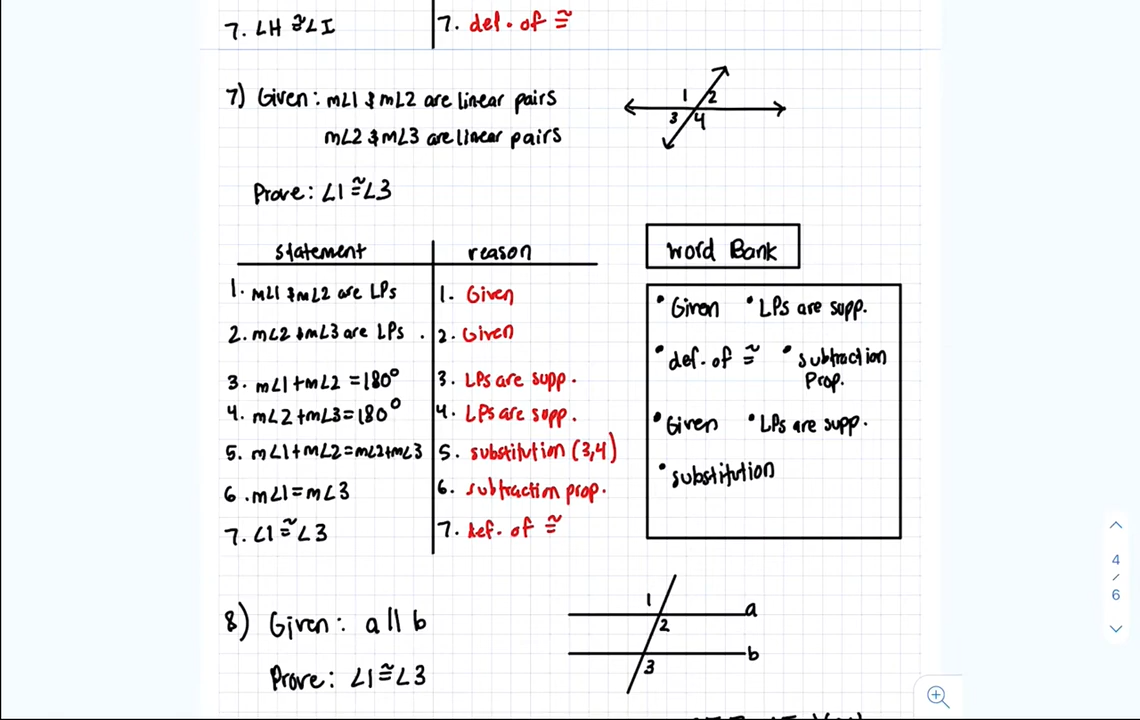 7. ∠H ≅ ∠I
7. def. of ≅
7) Given: m∠1 & m∠2 are linear pairs
m∠2 & m∠3 are linear pairs
Prove: ∠1 ≅ ∠3
1 2
3 4
statement
reason
1. m∠1 & m∠2 are LPs
1. Given
2. m∠2 & m∠3 are LPs .
2. Given
3. m∠1 + m∠2 = 180°
3. LPs are supp.
4. m∠2 + m∠3 = 180°
4. LPs are supp.
5. m∠1 + m∠2 = m∠2 + m∠3
5. substitution (3,4)
6. m∠1 = m∠3
6. subtraction prop.
7. ∠1 ≅ ∠3
7. def. of ≅
Word Bank
• Given • LPs are supp.
• def. of ≅ • subtraction
Prop.
• Given • LPs are supp.
• substitution
8) Given: a || b
Prove: ∠1 ≅ ∠3
1
a
2
b
3
4
/
6